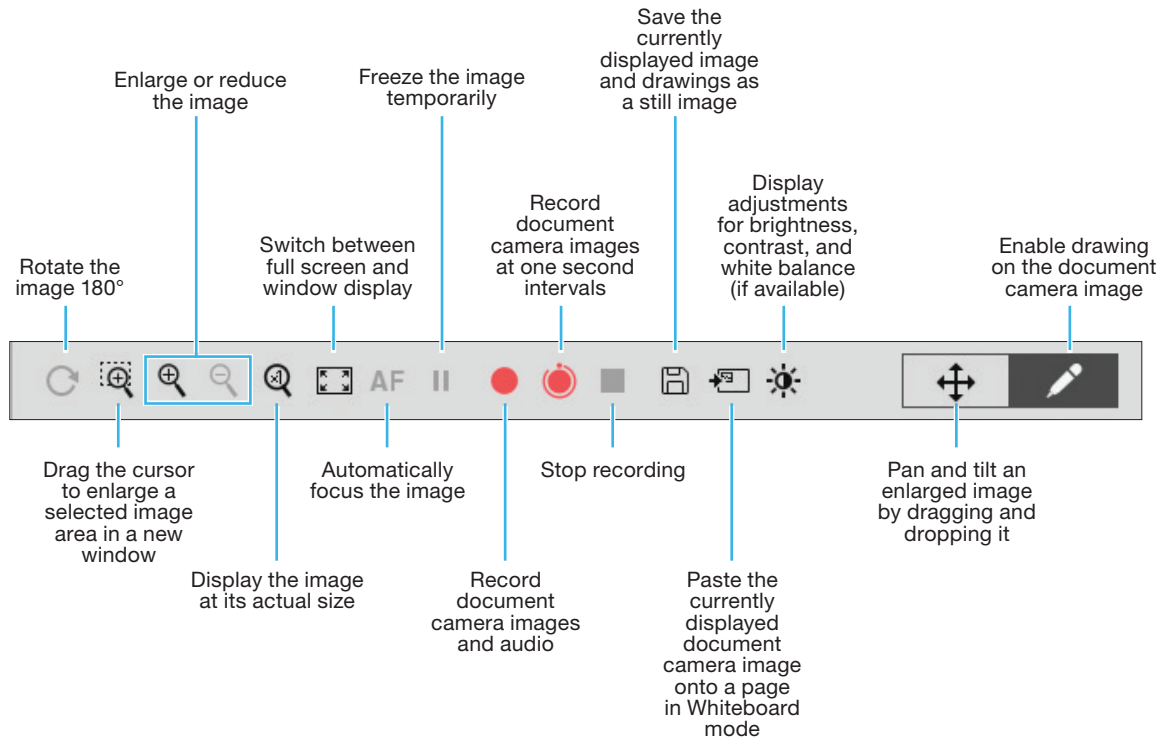 Save the
currently
displayed image
and drawings as
a still image
Enlarge or reduce
the image
Freeze the image
temporarily
Display
adjustments
for brightness,
contrast, and
white balance
(if available)
Record
document
camera images
at one second
intervals
Switch between
full screen and
window display
Enable drawing
on the document
camera image
Rotate the
image 180°
x1
AF
Drag the cursor
to enlarge a
selected image
area in a new
window
Automatically
focus the image
Stop recording
Pan and tilt an
enlarged image
by dragging and
dropping it
Display the image
at its actual size
Record
document
camera images
and audio
Paste the
currently
displayed
document
camera image
onto a page
in Whiteboard
mode